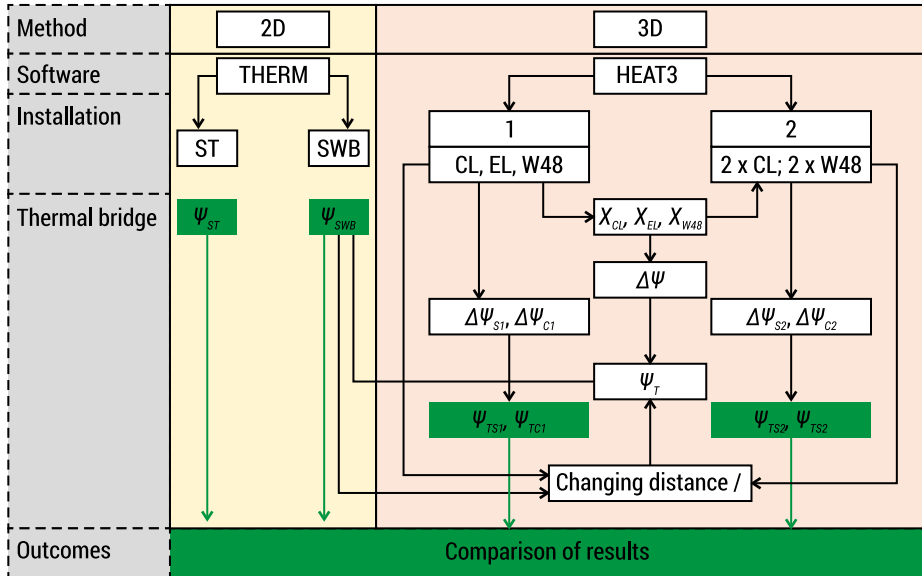 Method
2D
3D
Software
THERM
HEAT3
Installation
ST
SWB
1
CL, EL, W48
2
2 x CL; 2 x W48
Thermal bridge
Ψ_ST
Ψ_SWB
X_CL, X_EL, X_W48
ΔΨ
ΔΨ_S1, ΔΨ_C1
ΔΨ_S2, ΔΨ_C2
Ψ_T
Ψ_TS1, Ψ_TC1
Ψ_TS2, Ψ_TS2
Changing distance /
Outcomes
Comparison of results